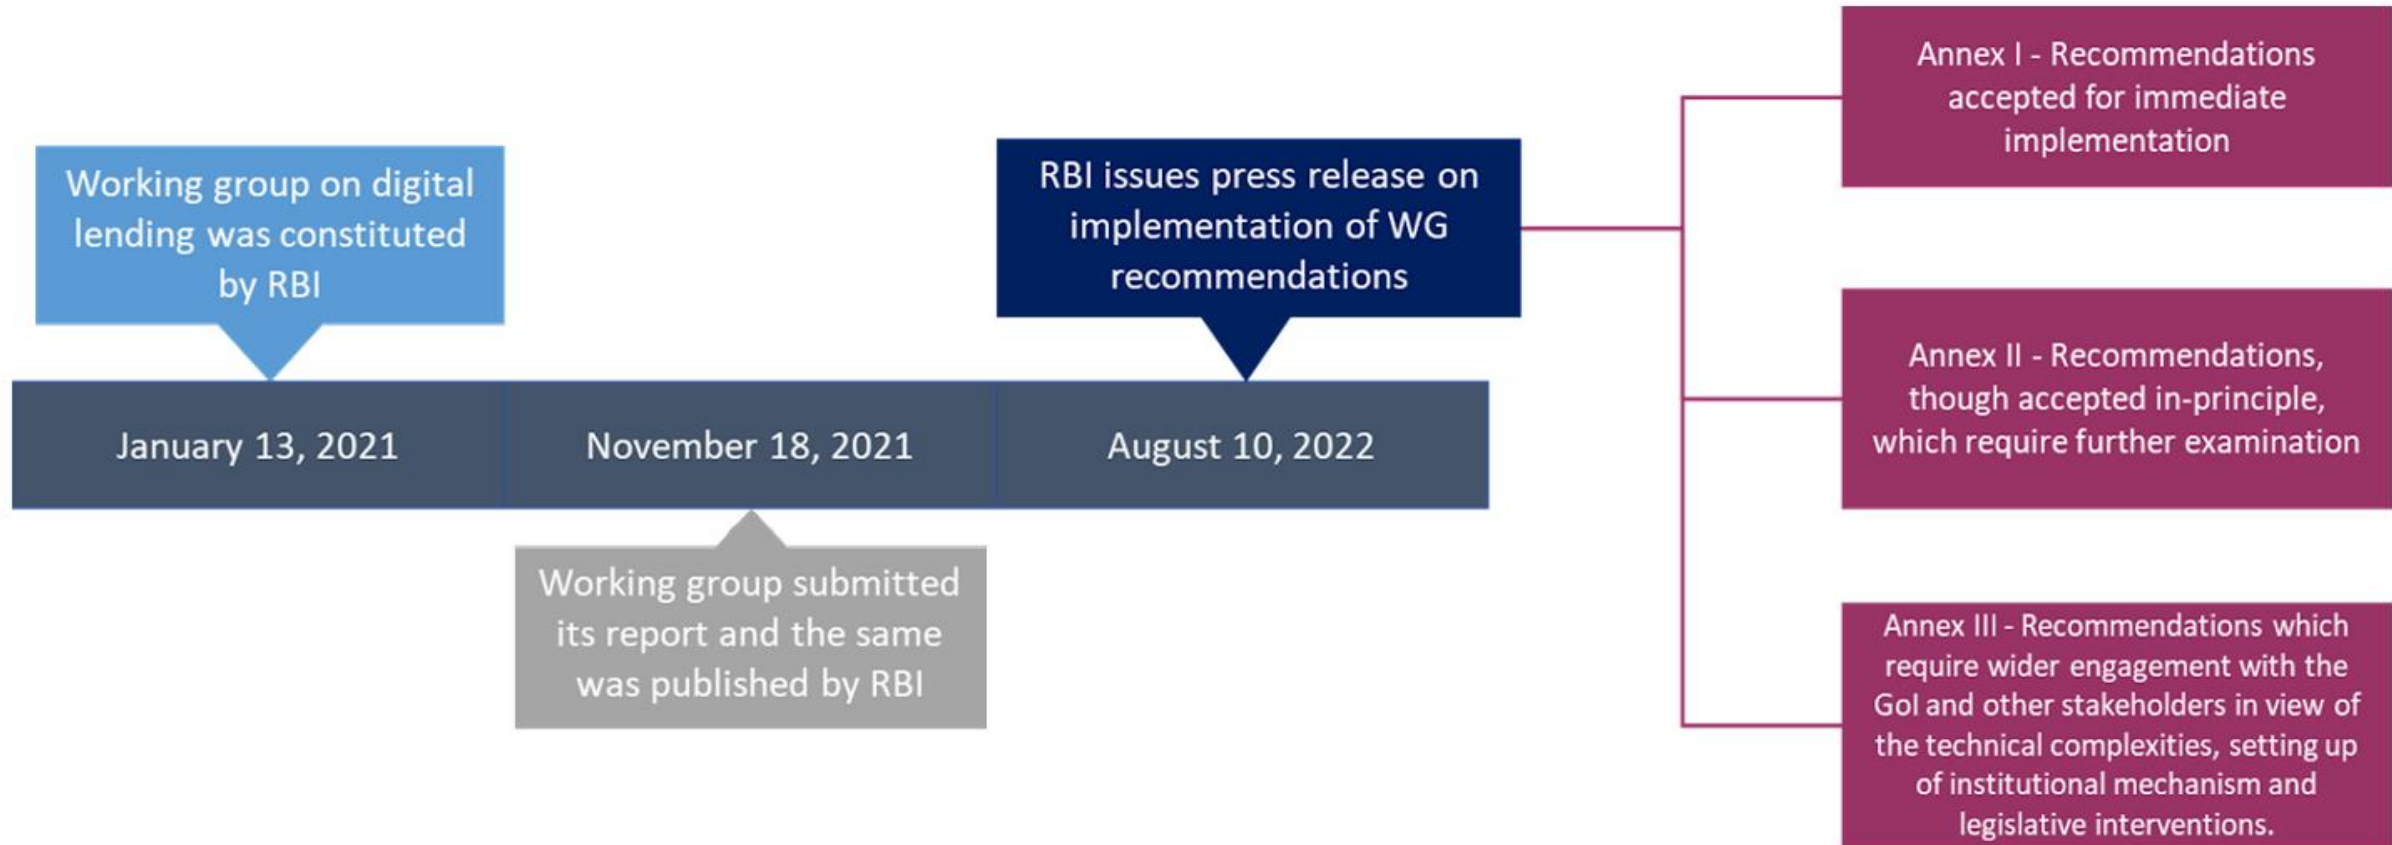 Working group on digital
lending was constituted
by RBI
RBI issues press release on
implementation of WG
recommendations
January 13, 2021
November 18, 2021
August 10, 2022
Working group submitted
its report and the same
was published by RBI
Annex I - Recommendations
accepted for immediate
implementation
Annex II - Recommendations,
though accepted in-principle,
which require further examination
Annex III - Recommendations which
require wider engagement with the
GoI and other stakeholders in view of
the technical complexities, setting up
of institutional mechanism and
legislative interventions.